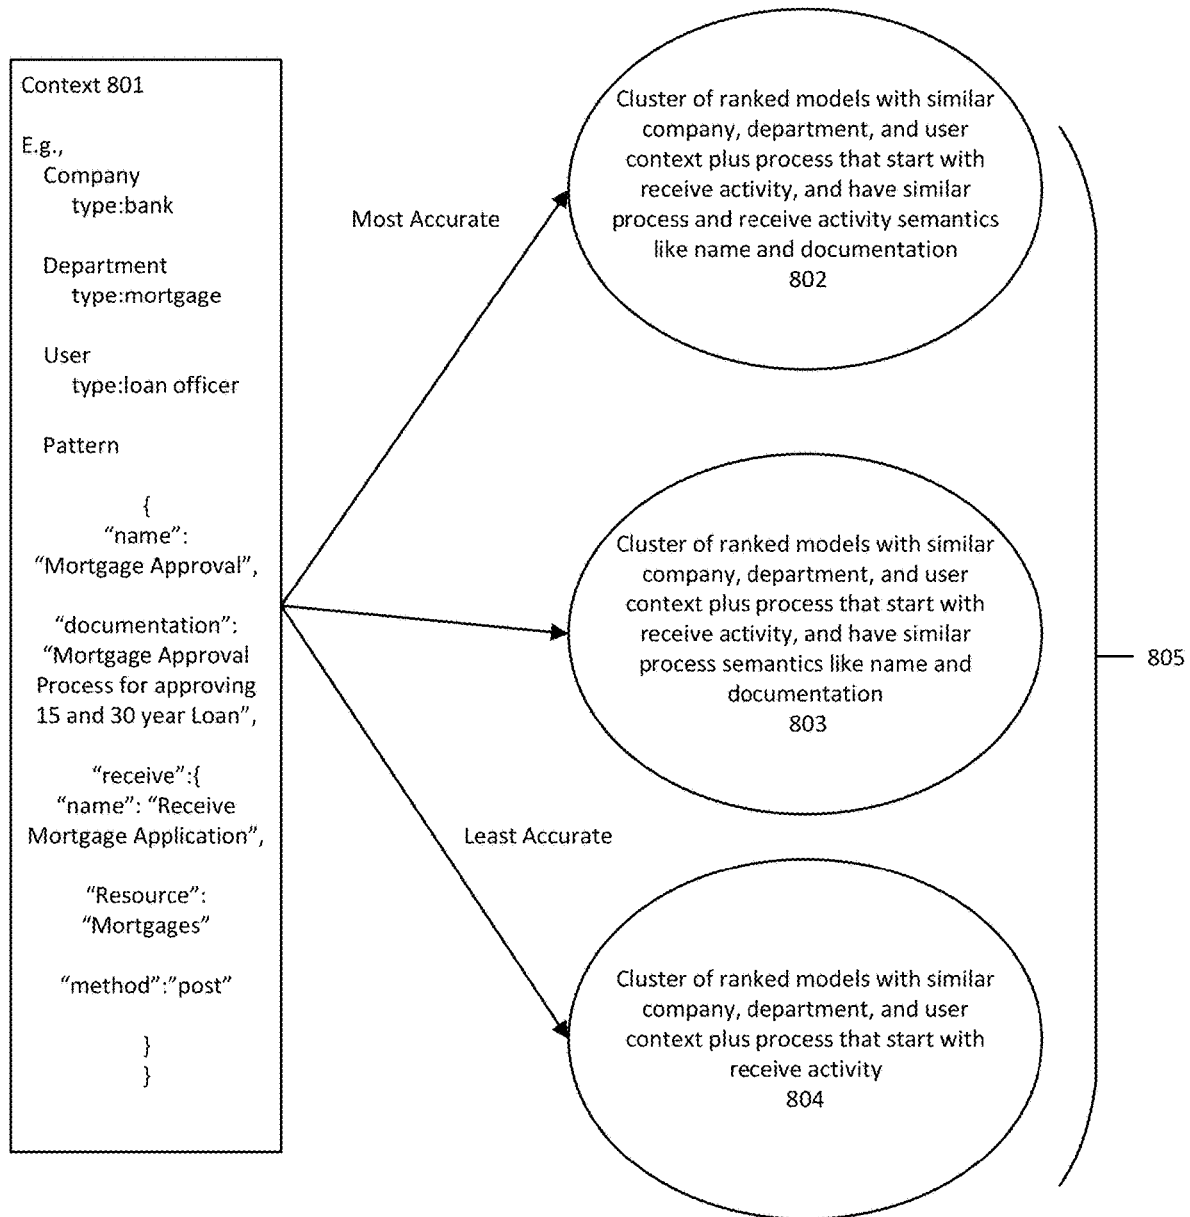 Context 801
E.g.,
Company
type:bank
Department
type:mortgage
User
type:loan officer
Pattern
{
“name”:
“Mortgage Approval”,
“documentation”:
“Mortgage Approval
Process for approving
15 and 30 year Loan”,
“receive”:{
“name”: “Receive
Mortgage Application”,
“Resource”:
“Mortgages”
“method”:”post”
}
}
Most Accurate
Least Accurate
Cluster of ranked models with similar
company, department, and user
context plus process that start with
receive activity, and have similar
process and receive activity semantics
like name and documentation
802
Cluster of ranked models with similar
company, department, and user
context plus process that start with
receive activity, and have similar
process semantics like name and
documentation
803
Cluster of ranked models with similar
company, department, and user
context plus process that start with
receive activity
804
805